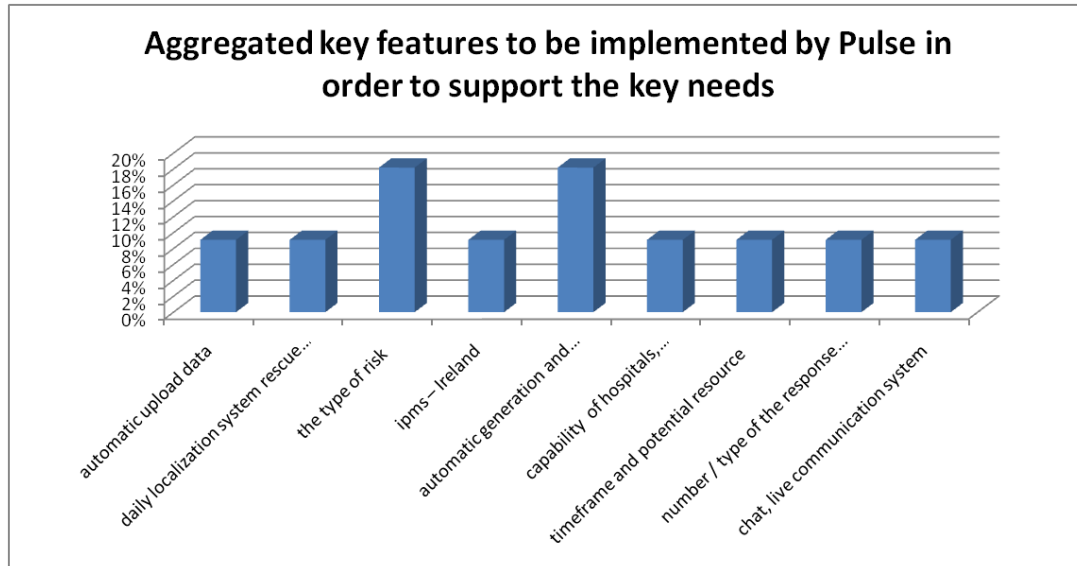 Aggregated key features to be implemented by Pulse in
order to support the key needs
20%
18%
16%
14%
12%
10%
8%
6%
4%
2%
0%
automatic upload data
daily localization system rescue...
the type of risk
ipms – Ireland
automatic generation and...
capability of hospitals,...
timeframe and potential resource
number / type of the response...
chat, live communication system